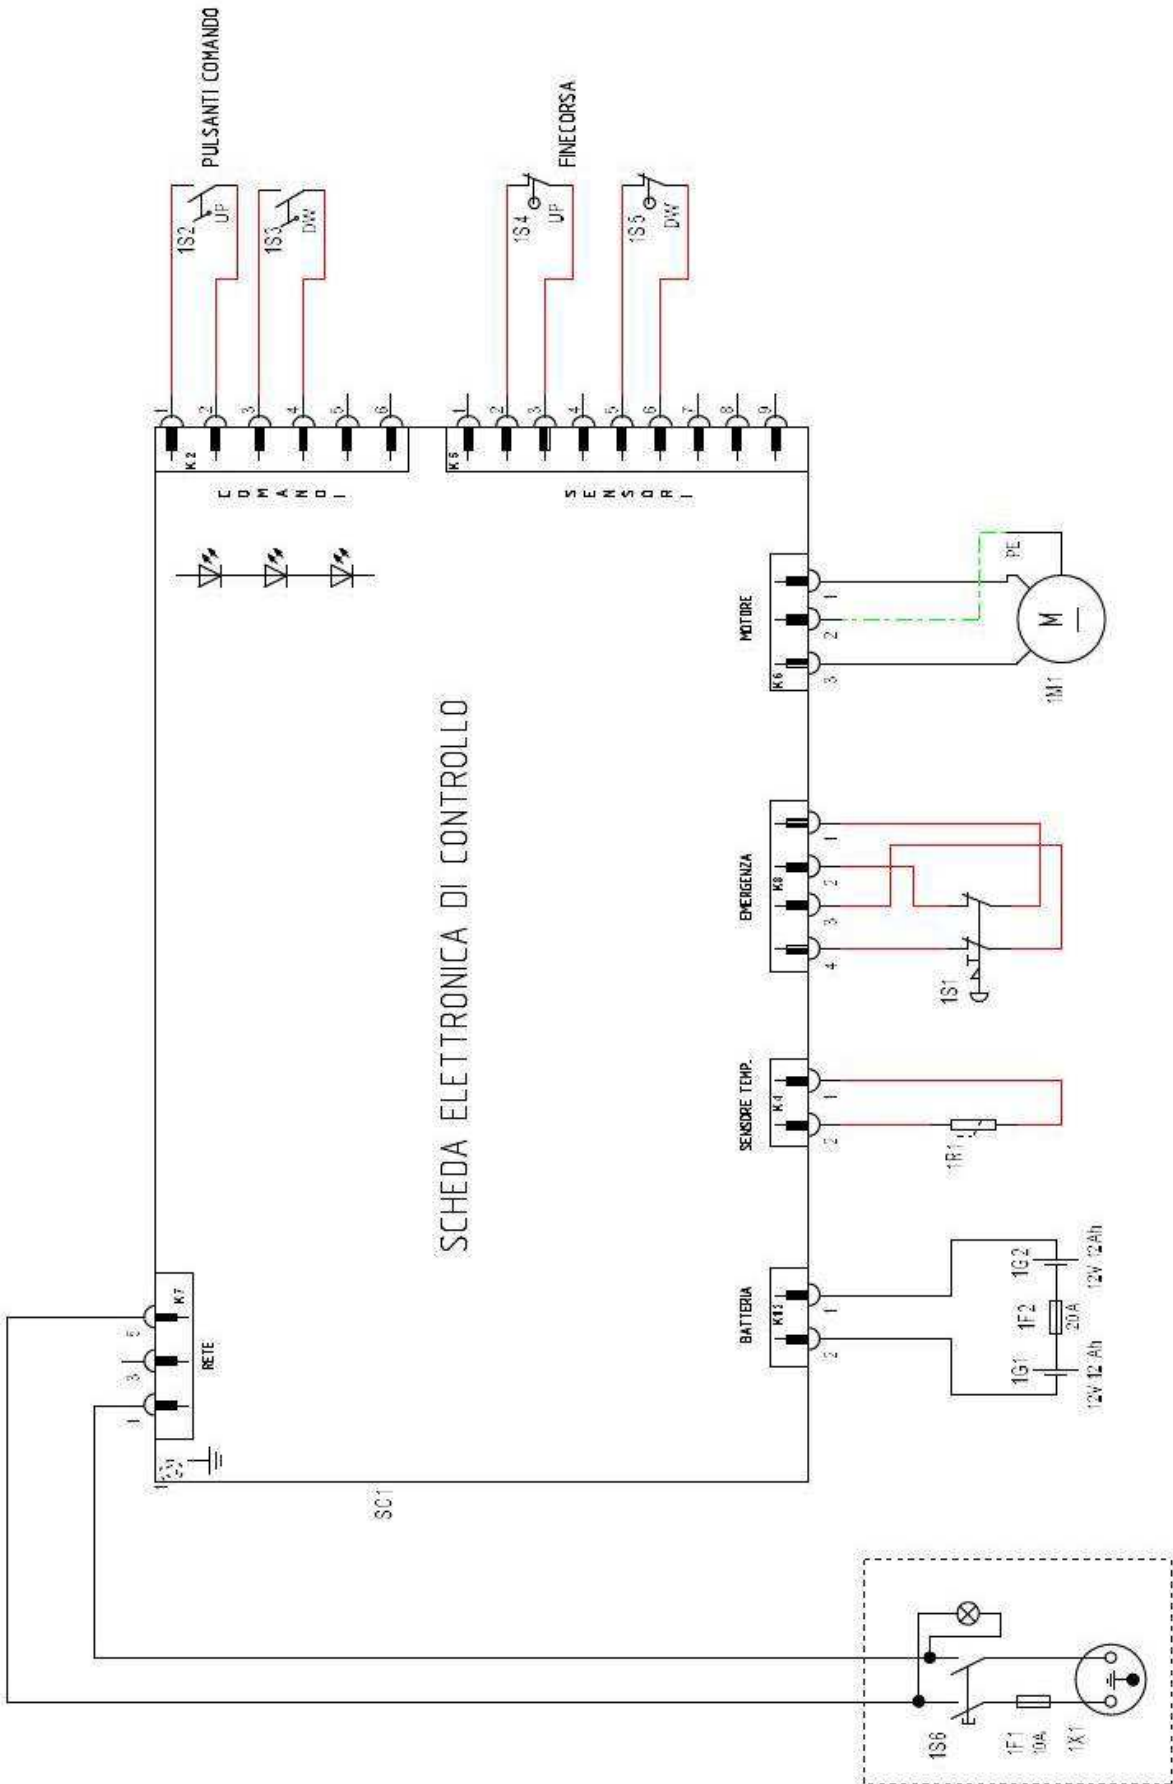 PULSANTI COMANDO
1S2
UP
1S3
DW
1S4
UP
FINECORSA
1S5
DW
1
2
3
4
5
6
K2
COMANDI
1
2
3
4
5
6
7
8
9
K5
SENSORI
MOTORE
K6
1
2
3
PE
M
1M1
SCHEDA ELETTRONICA DI CONTROLLO
EMERGENZA
K8
1
2
3
4
1S1
SENSORE TEMP.
K4
1
2
1R1
BATTERIA
K13
1
2
1G2
12V 12Ah
1F2
20A
1G1
12V 12 Ah
K7
RETE
5
3
1
SC1
1S6
1F1
10A
1X1